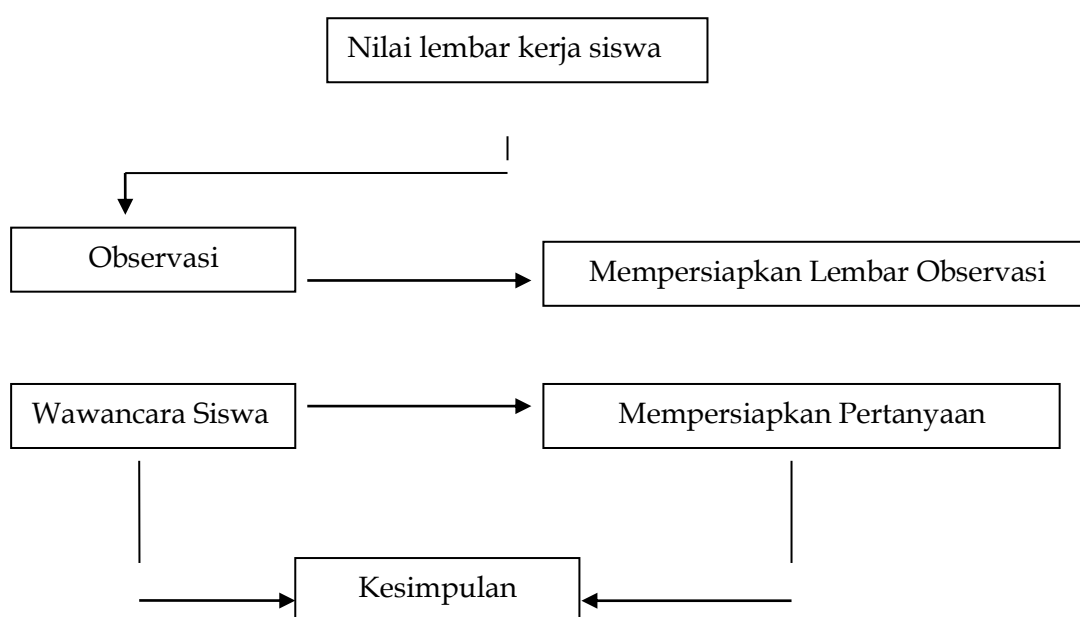 Nilai lembar kerja siswa
Observasi
Mempersiapkan Lembar Observasi
Wawancara Siswa
Mempersiapkan Pertanyaan
Kesimpulan